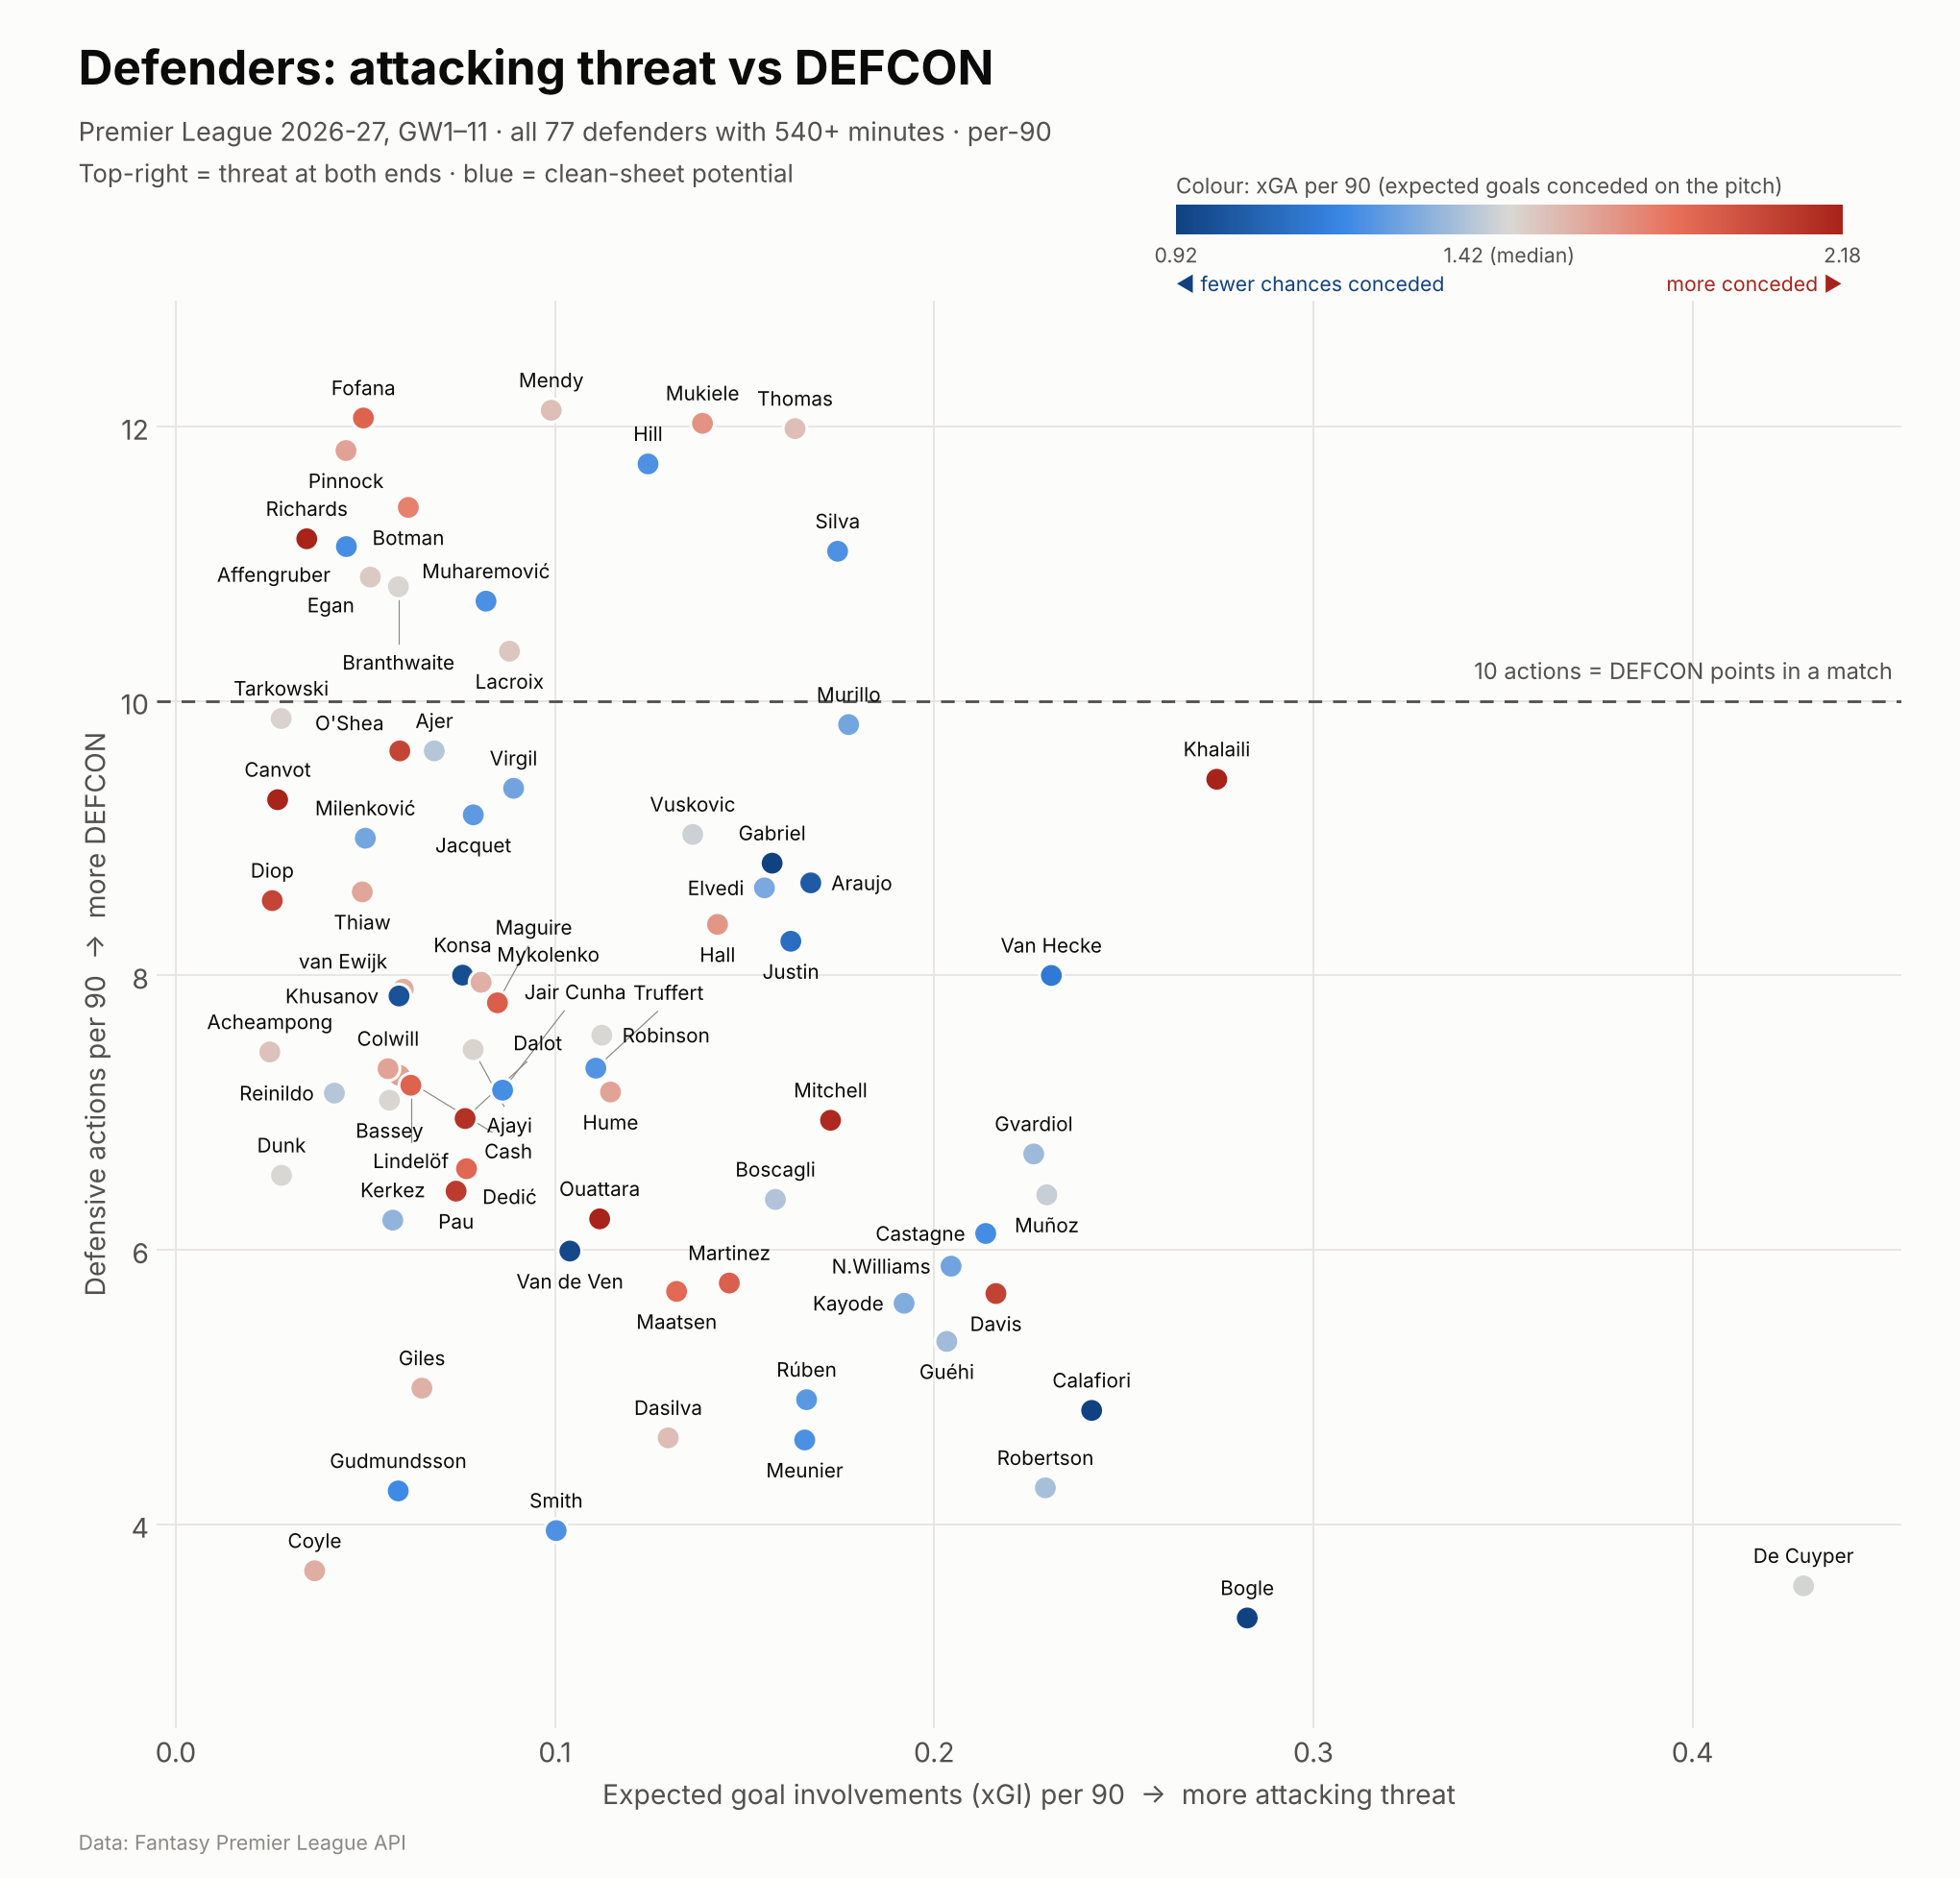 Defenders: attacking threat vs DEFCON
Premier League 2026-27, GW1–11 · all 77 defenders with 540+ minutes · per-90
Top-right = threat at both ends · blue = clean-sheet potential
Colour: xGA per 90 (expected goals conceded on the pitch)
0.92 1.42 (median) 2.18
◀ fewer chances conceded more conceded ▶
Mendy
Fofana
Mukiele
Thomas
12
Hill
Pinnock
Richards
Silva
Botman
Muharemović
Affengruber
Egan
Branthwaite
10 actions = DEFCON points in a match
Lacroix
Tarkowski
Murillo
10
O'Shea
Ajer
Khalaili
Virgil
Canvot
Vuskovic
Milenković
Gabriel
Jacquet
Diop
Araujo
Elvedi
Thiaw
Maguire
Konsa
Van Hecke
Mykolenko
Hall
van Ewijk
Justin
8
Jair Cunha
Truffert
Khusanov
Acheampong
Robinson
Colwill
Dalot
Mitchell
Reinildo
Hume
Gvardiol
Ajayi
Bassey
Dunk
Cash
Lindelöf
Boscagli
Ouattara
Kerkez
Dedić
Pau
Muñoz
Castagne
6
Martinez
N.Williams
Van de Ven
Kayode
Maatsen
Davis
Giles
Rúben
Guéhi
Calafiori
Dasilva
Robertson
Gudmundsson
Meunier
Smith
4
Coyle
De Cuyper
Bogle
Defensive actions per 90 → more DEFCON
0.0 0.1 0.2 0.3 0.4
Expected goal involvements (xGI) per 90 → more attacking threat
Data: Fantasy Premier League API